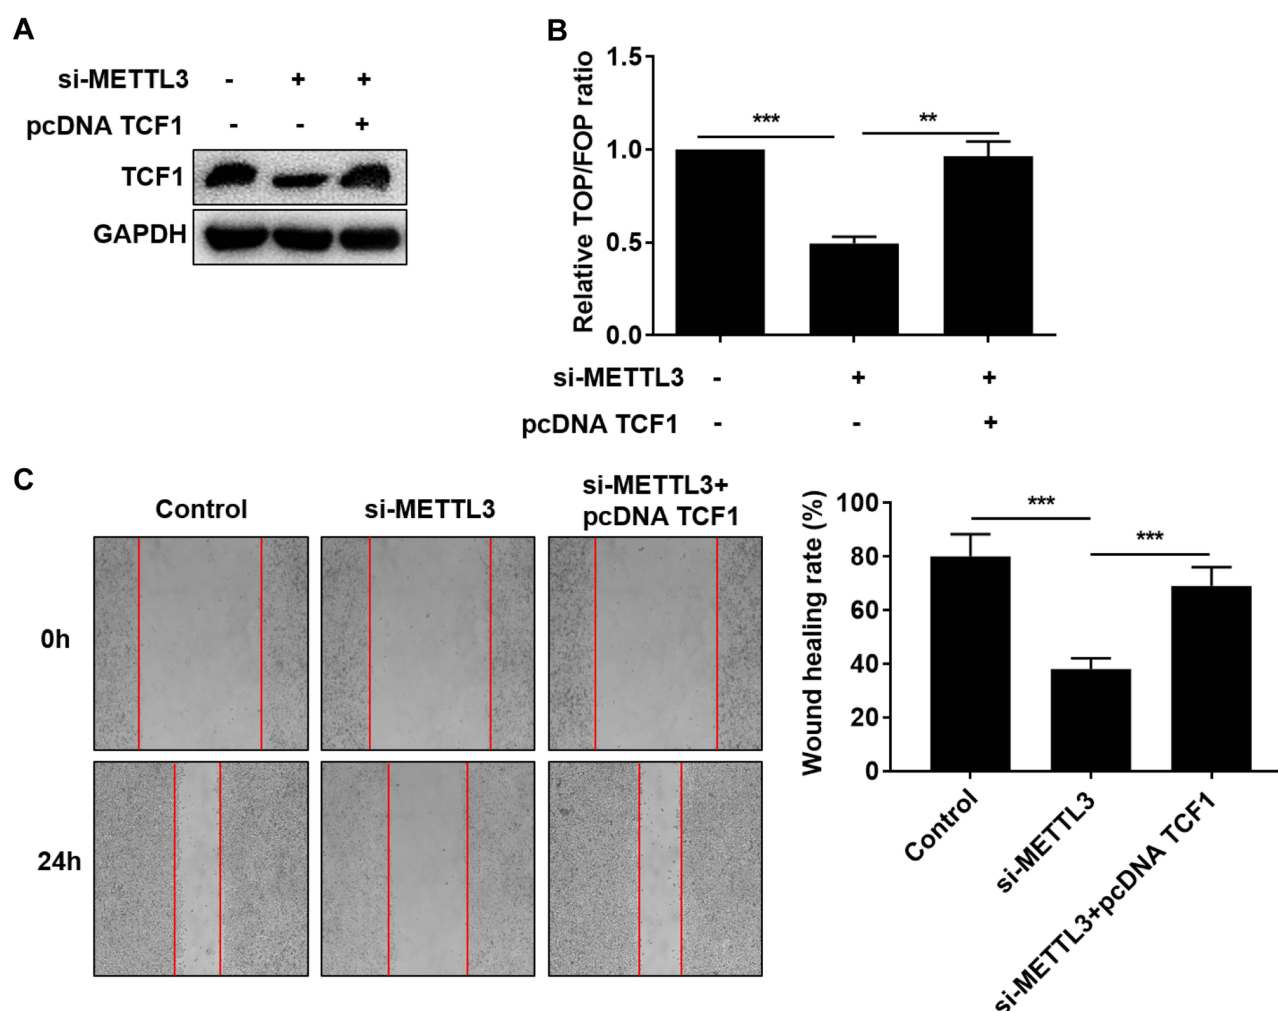 A
si-METTL3 - + +
pcDNA TCF1 - - +
TCF1
GAPDH
B
Relative TOP/FOP ratio
1.5
1.0
0.5
0.0
*** **
si-METTL3 - + +
pcDNA TCF1 - - +
C
Control si-METTL3 si-METTL3+
pcDNA TCF1
0h
24h
Wound healing rate (%)
100
80
60
40
20
0
***
***
Control
si-METTL3
si-METTL3+pcDNA TCF1